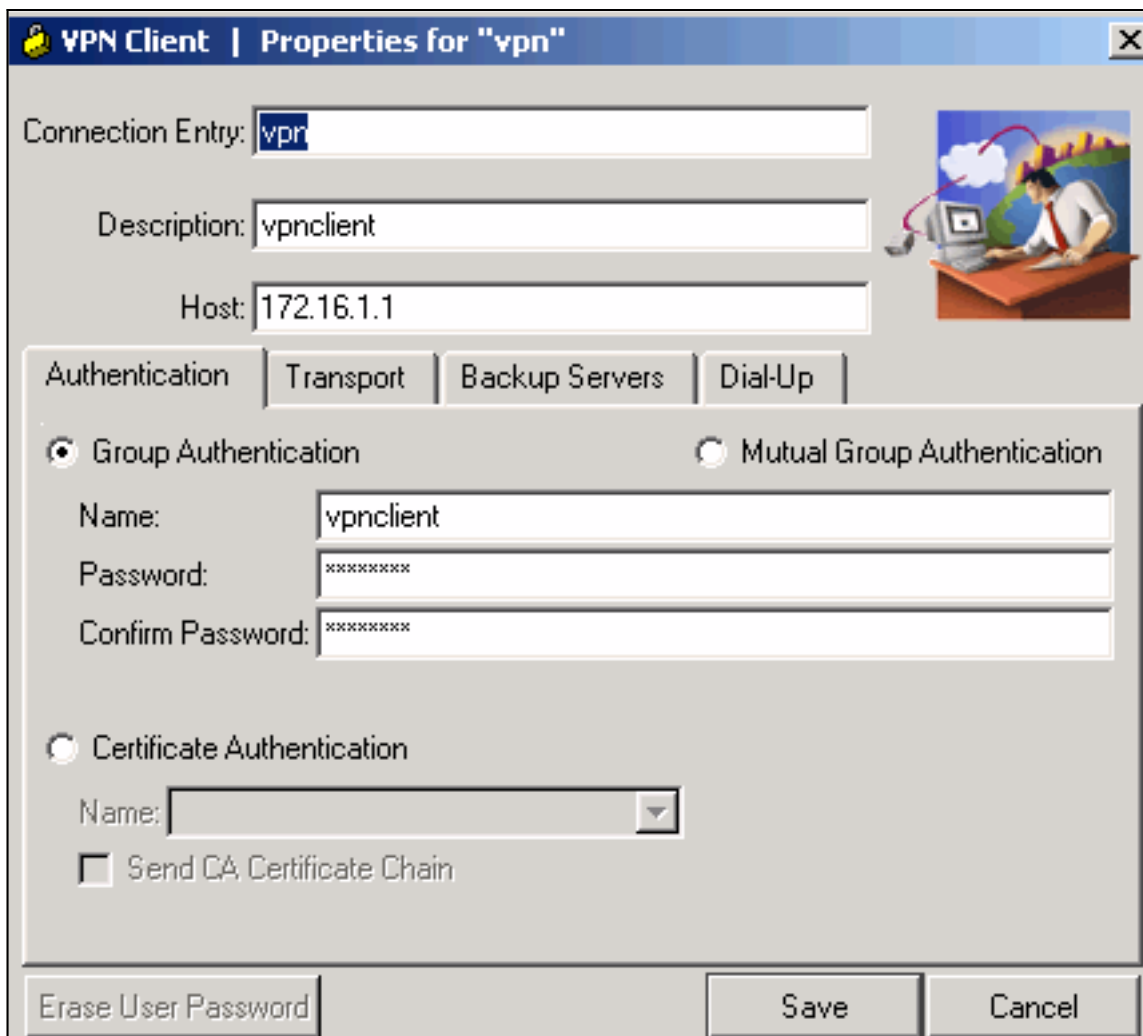 VPN Client | Properties for "vpn"
Connection Entry: vpn
Description: vpnclient
Host: 172.16.1.1
Authentication Transport Backup Servers Dial-Up
Group Authentication Mutual Group Authentication
Name: vpnclient
Password: ********
Confirm Password: ********
Certificate Authentication
Name:
Send CA Certificate Chain
Erase User Password Save Cancel